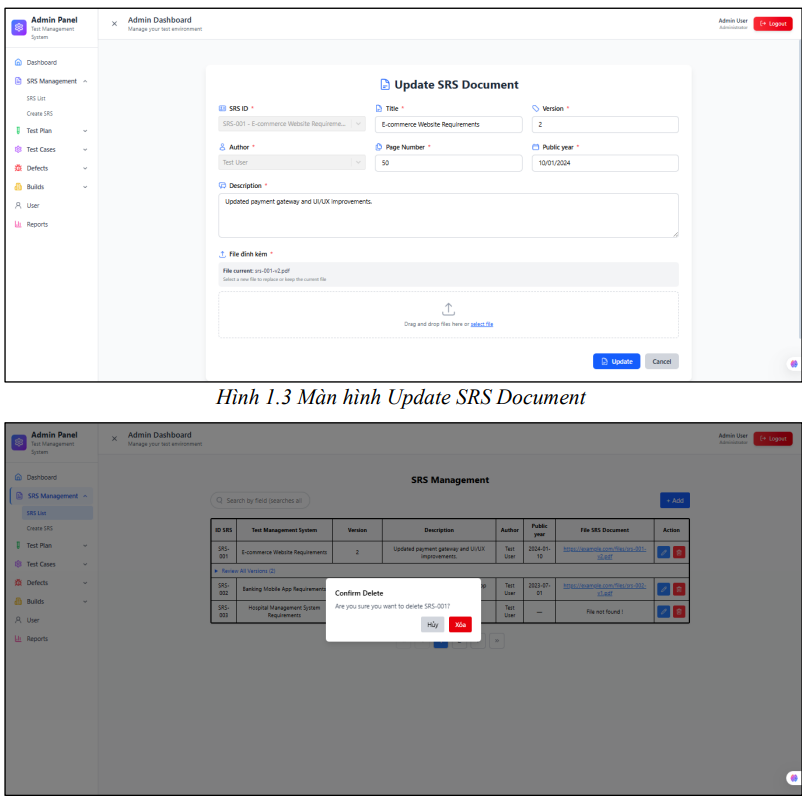 Admin Panel
Test Management
System
Admin Dashboard
Manage your test environment
Admin User
Administrator
Logout
Dashboard
SRS Management
SRS List
Create SRS
Test Plan
Test Cases
Defects
Builds
User
Reports
Update SRS Document
SRS ID *
Title *
Version *
SRS-001 - E-commerce Website Requireme...
E-commerce Website Requirements
2
Author *
Page Number *
Public year *
Test User
50
10/01/2024
Description *
Updated payment gateway and UI/UX improvements.
File đính kèm *
File current: srs-001-v2.pdf
Select a new file to replace or keep the current file
Drag and drop files here or select file
Update
Cancel
Hình 1.3 Màn hình Update SRS Document
Admin Panel
Test Management
System
Admin Dashboard
Manage your test environment
Admin User
Administrator
Logout
Dashboard
SRS Management
SRS List
Create SRS
Test Plan
Test Cases
Defects
Builds
User
Reports
SRS Management
Search by field (searches all
+ Add
ID SRS Test Management System Version Description Author Public year File SRS Document Action
SRS-001 E-commerce Website Requirements 2 Updated payment gateway and UI/UX improvements. Test User 2024-01-10 https://example.com/files/srs-001-v2.pdf
Review All Versions (2)
SRS-002 Banking Mobile App Requirements Test User 2023-07-01 https://example.com/files/srs-002-v1.pdf
SRS-003 Hospital Management System Requirements Test User --- File not found !
Confirm Delete
Are you sure you want to delete SRS-001?
Hủy
Xóa